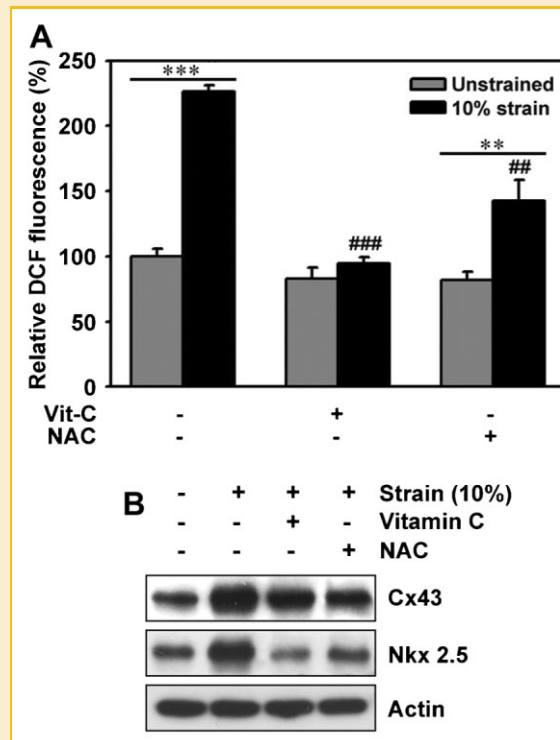 A
Relative DCF fluorescence (%)
250
200
150
100
50
0
***
###
**
##
Unstrained
10% strain
Vit-C - + -
NAC - - +
B
- + + + Strain (10%)
- - + - Vitamin C
- - - + NAC
Cx43
Nkx 2.5
Actin